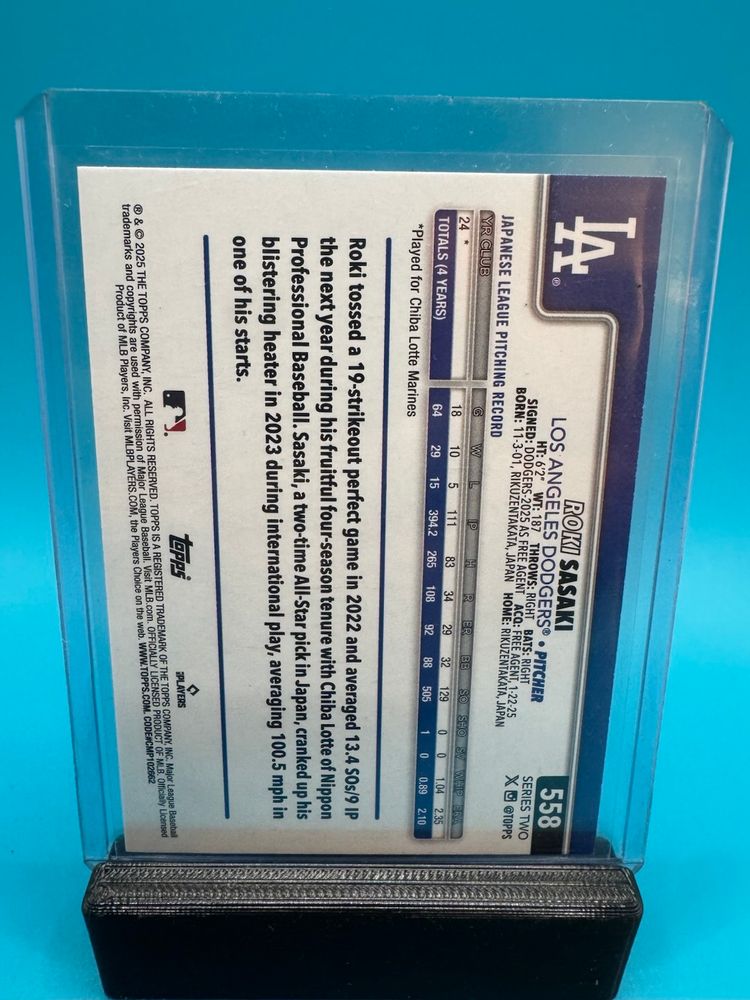 LA®
558
SERIES TWO
X @TOPPS
ROKI SASAKI
LOS ANGELES DODGERS® • PITCHER
HT: 6'2" WT: 187 THROWS: RIGHT BATS: RIGHT
SIGNED: DODGERS-2025 AS FREE AGENT ACQ: FREE AGENT, 1-22-25
BORN: 11-3-01, RIKUZENTAKATA, JAPAN HOME: RIKUZENTAKATA, JAPAN
JAPANESE LEAGUE PITCHING RECORD
YR CLUB G W L IP H R ER BB SO SHO SV WHIP ERA
24 * 18 10 5 111 83 34 29 32 129 0 0 1.04 2.35
TOTALS (4 YEARS) 64 29 15 394.2 265 108 92 88 505 1 0 0.89 2.10
*Played for Chiba Lotte Marines
Roki tossed a 19-strikeout perfect game in 2022 and averaged 13.4 SOs/9 IP
the next year during his fruitful four-season tenure with Chiba Lotte of Nippon
Professional Baseball. Sasaki, a two-time All-Star pick in Japan, cranked up his
blistering heater in 2023 during international play, averaging 100.5 mph in
one of his starts.
topps®
PLAYERS
® & © 2025 THE TOPPS COMPANY, INC. ALL RIGHTS RESERVED. TOPPS IS A REGISTERED TRADEMARK OF THE TOPPS COMPANY, INC. Major League Baseball
trademarks and copyrights are used with permission of Major League Baseball. Visit MLB.com. OFFICIALLY LICENSED PRODUCT OF MLB. Officially Licensed
Product of MLB Players, Inc. Visit MLBPLAYERS.COM, the Players Choice on the web. WWW.TOPPS.COM. CODE#CMP102662